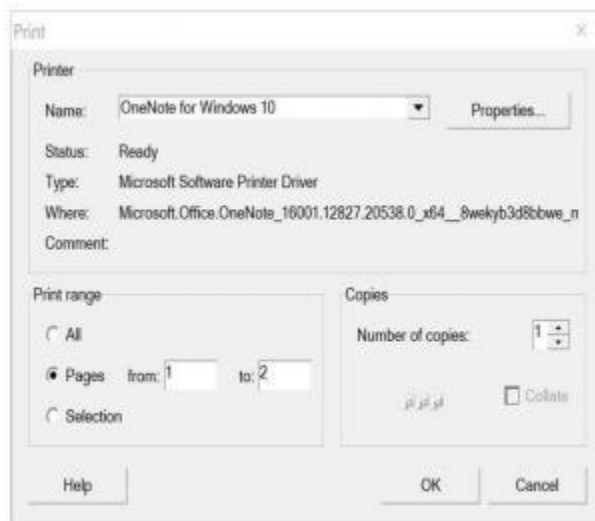 Print
Printer
Name: OneNote for Windows 10 Properties...
Status: Ready
Type: Microsoft Software Printer Driver
Where: Microsoft.Office.OneNote_16001.12827.20538.0_x64__8wekyb3d8bbwe_m
Comment:
Print range
All
Pages from: 1 to: 2
Selection
Copies
Number of copies: 1
Collate
Help OK Cancel